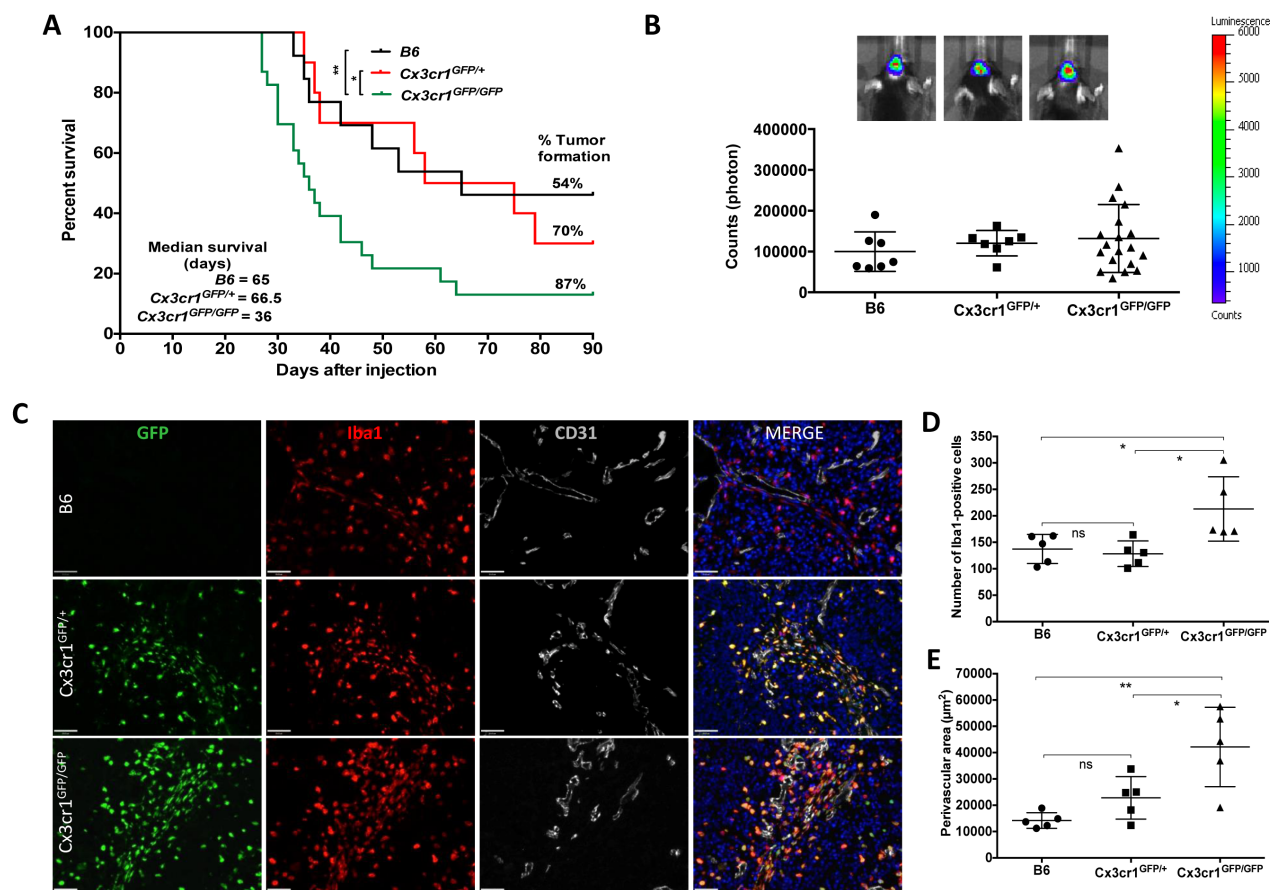 A
100
80
60
40
20
0
Percent survival
B6
Cx3cr1GFP/+
Cx3cr1GFP/GFP
**
*
% Tumor
formation
54%
70%
87%
Median survival
(days)
B6 = 65
Cx3cr1GFP/+ = 66.5
Cx3cr1GFP/GFP = 36
0 10 20 30 40 50 60 70 80 90
Days after injection
B
400000
300000
200000
100000
0
Counts (photon)
B6 Cx3cr1GFP/+ Cx3cr1GFP/GFP
Luminescence
6000
5000
4000
3000
2000
1000
Counts
C
GFP Iba1 CD31 MERGE
B6
Cx3cr1GFP/+
Cx3cr1GFP/GFP
D
350
300
250
200
150
100
50
0
Number of Iba1-positive cells
*
*
ns
B6 Cx3cr1GFP/+ Cx3cr1GFP/GFP
E
70000
60000
50000
40000
30000
20000
10000
0
Perivascular area (µm²)
**
*
ns
B6 Cx3cr1GFP/+ Cx3cr1GFP/GFP